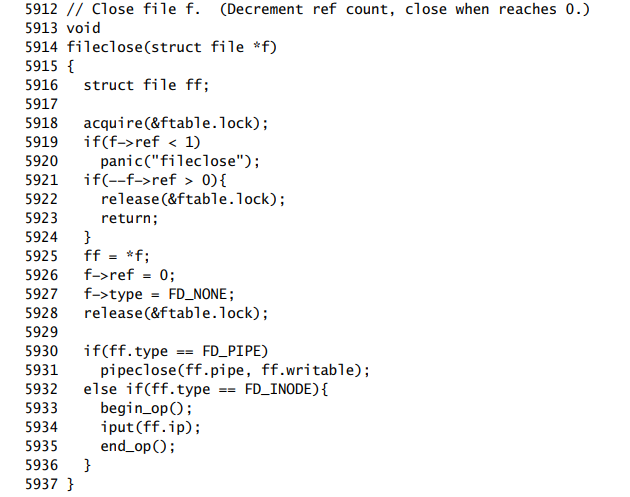 5912 // Close file f.  (Decrement ref count, close when reaches 0.)
5913 void
5914 fileclose(struct file *f)
5915 {
5916   struct file ff;
5917
5918   acquire(&ftable.lock);
5919   if(f->ref < 1)
5920     panic("fileclose");
5921   if(--f->ref > 0){
5922     release(&ftable.lock);
5923     return;
5924   }
5925   ff = *f;
5926   f->ref = 0;
5927   f->type = FD_NONE;
5928   release(&ftable.lock);
5929
5930   if(ff.type == FD_PIPE)
5931     pipeclose(ff.pipe, ff.writable);
5932   else if(ff.type == FD_INODE){
5933     begin_op();
5934     iput(ff.ip);
5935     end_op();
5936   }
5937 }